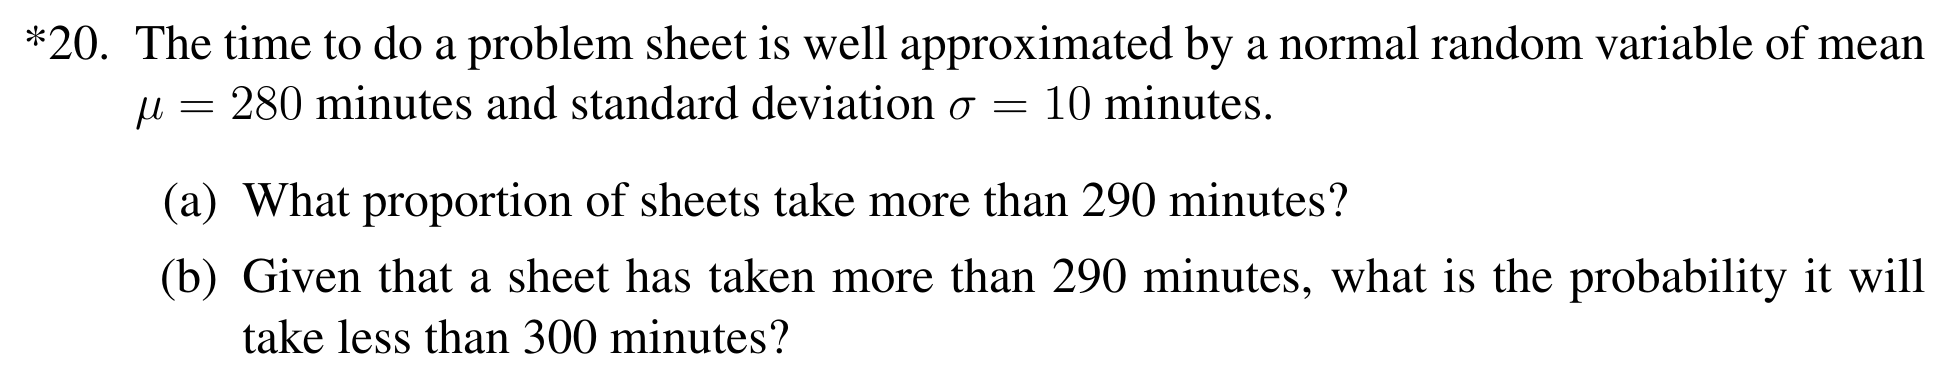 *20. The time to do a problem sheet is well approximated by a normal random variable of mean
μ = 280 minutes and standard deviation σ = 10 minutes.
(a) What proportion of sheets take more than 290 minutes?
(b) Given that a sheet has taken more than 290 minutes, what is the probability it will
take less than 300 minutes?